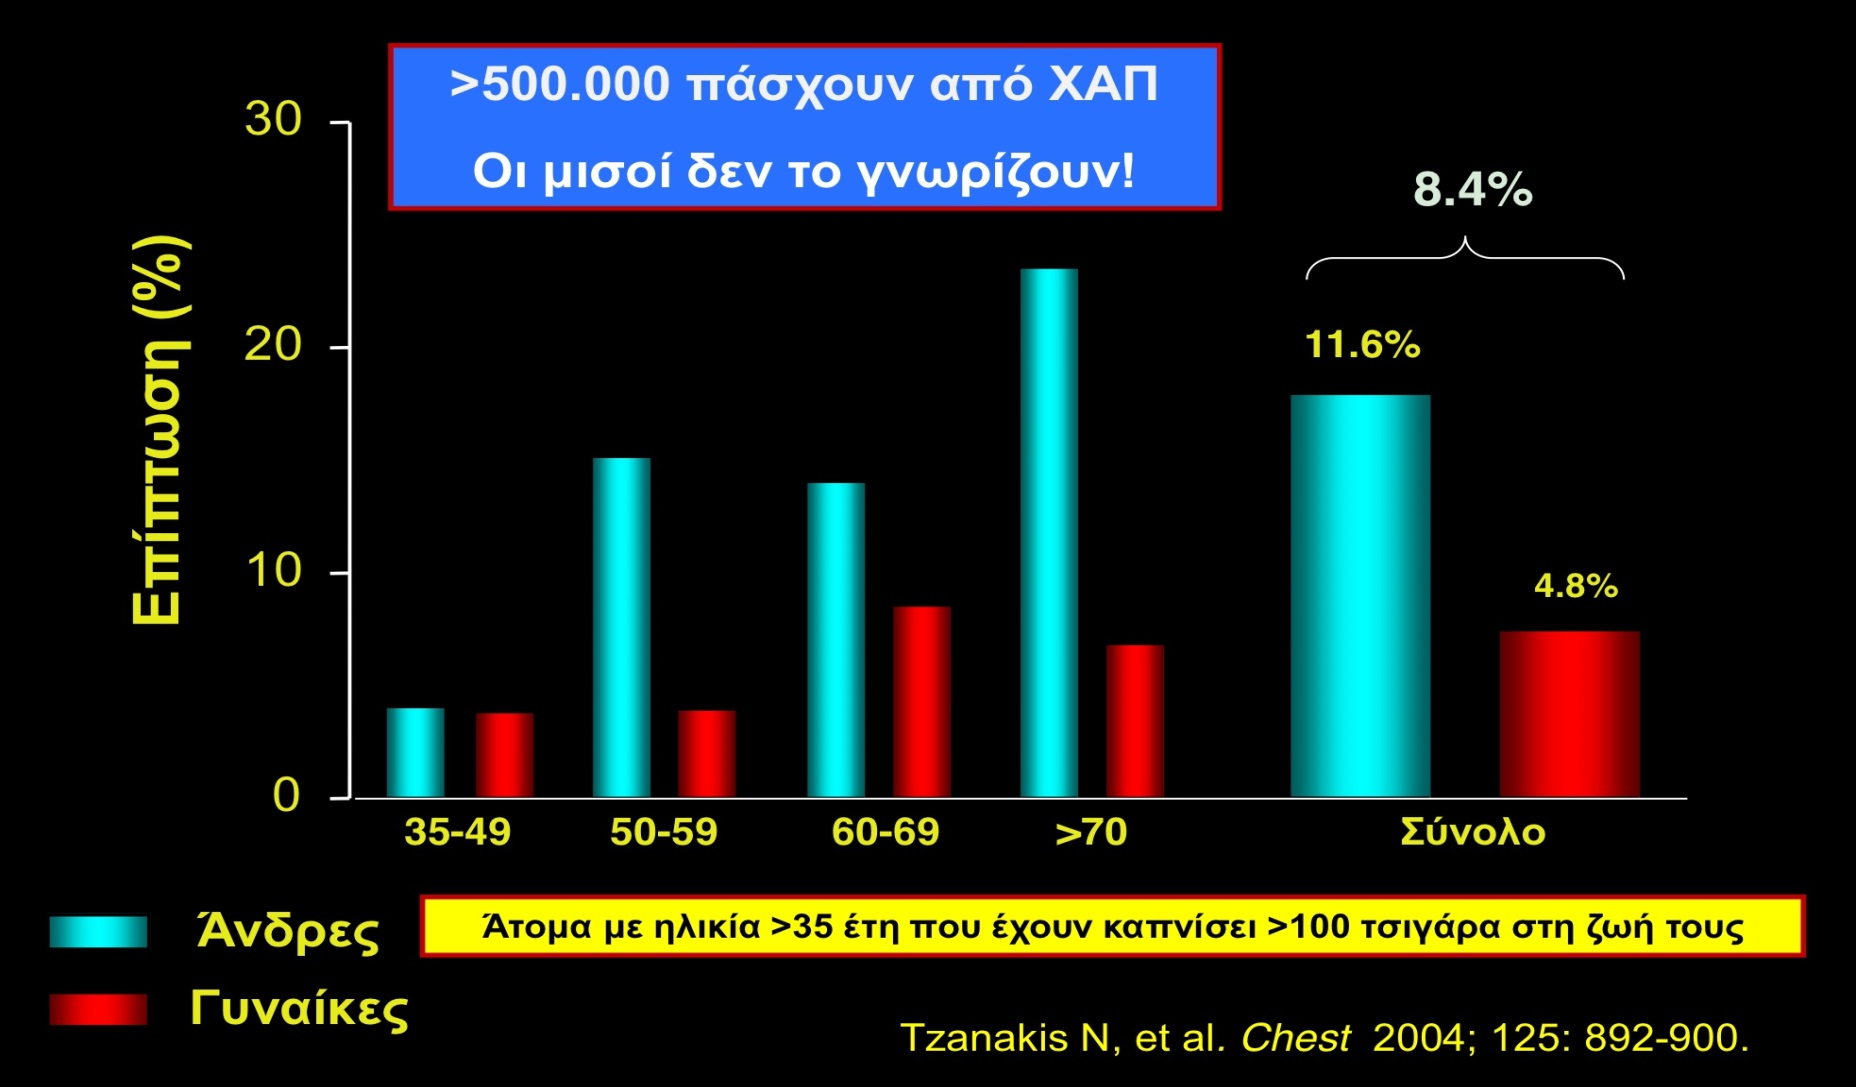 >500.000 πάσχουν από ΧΑΠ
Οι μισοί δεν το γνωρίζουν!
30
20
10
0
Επίπτωση (%)
8.4%
11.6%
4.8%
35-49
50-59
60-69
>70
Σύνολο
Άνδρες
Γυναίκες
Άτομα με ηλικία >35 έτη που έχουν καπνίσει >100 τσιγάρα στη ζωή τους
Tzanakis N, et al. Chest 2004; 125: 892-900.